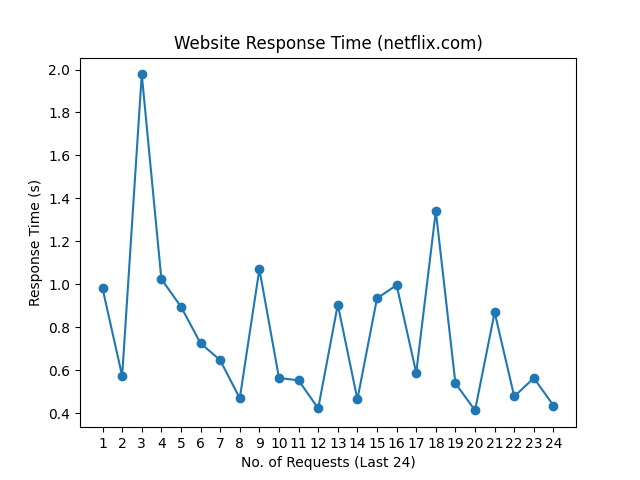 Website Response Time (netflix.com)
2.0
1.8
1.6
1.4
1.2
1.0
0.8
0.6
0.4
Response Time (s)
1 2 3 4 5 6 7 8 9 10 11 12 13 14 15 16 17 18 19 20 21 22 23 24
No. of Requests (Last 24)